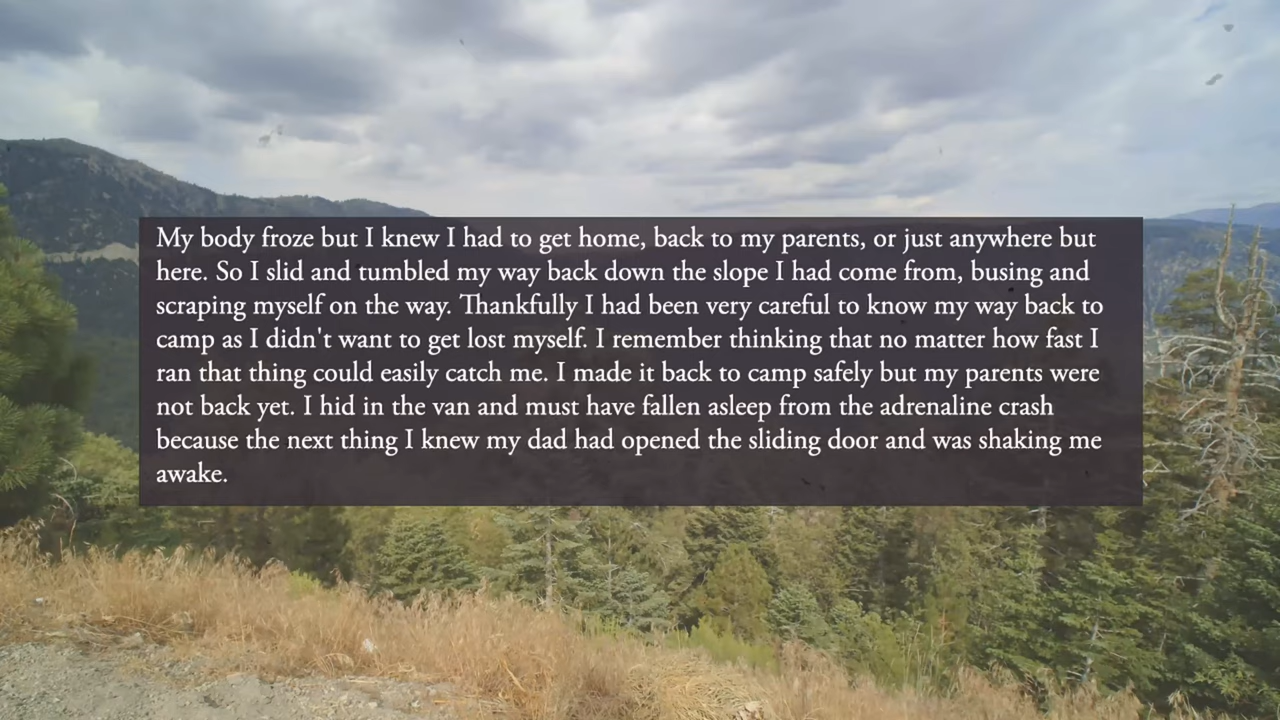 My body froze but I knew I had to get home, back to my parents, or just anywhere but
here. So I slid and tumbled my way back down the slope I had come from, busing and
scraping myself on the way. Thankfully I had been very careful to know my way back to
camp as I didn't want to get lost myself. I remember thinking that no matter how fast I
ran that thing could easily catch me. I made it back to camp safely but my parents were
not back yet. I hid in the van and must have fallen asleep from the adrenaline crash
because the next thing I knew my dad had opened the sliding door and was shaking me
awake.